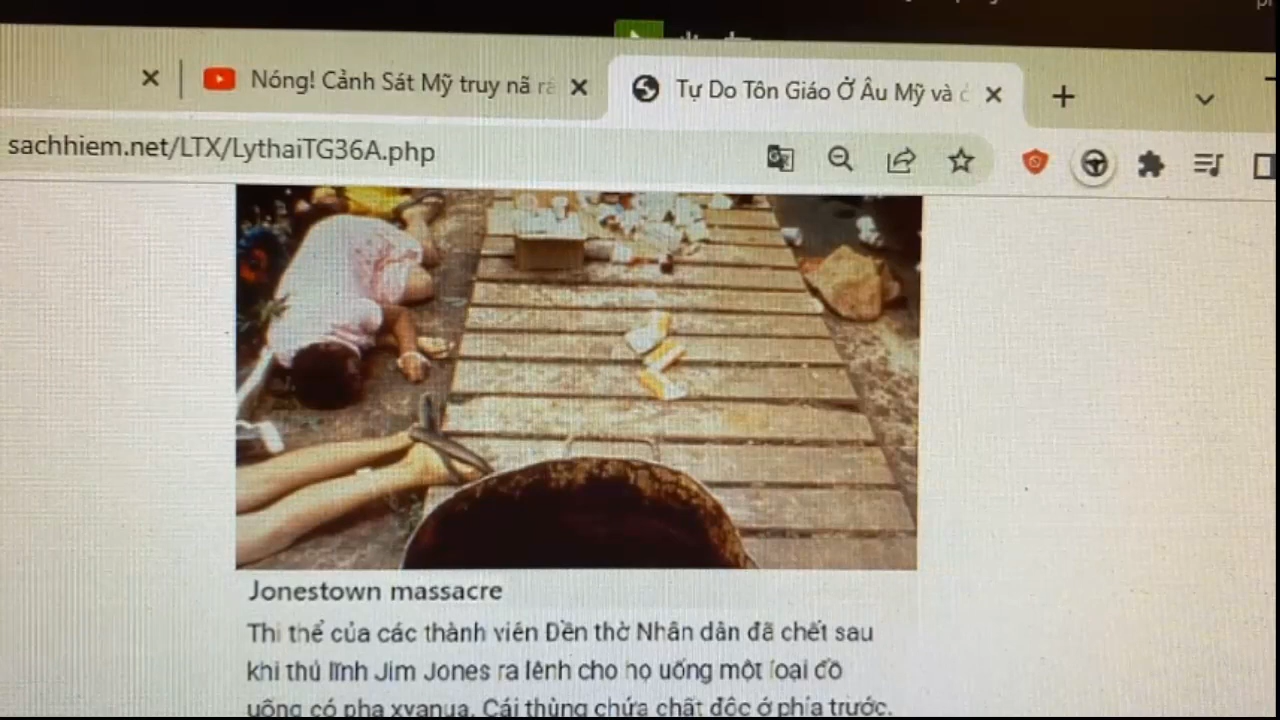 Nóng! Cảnh Sát Mỹ truy nã rá
Tự Do Tôn Giáo Ở Âu Mỹ và
sachhiem.net/LTX/LythaiTG36A.php
Jonestown massacre
Thi thể của các thành viên Đền thờ Nhân dân đã chết sau
khi thủ lĩnh Jim Jones ra lệnh cho họ uống một loại đồ
uống có pha xyanua. Cái thùng chứa chất độc ở phía trước.